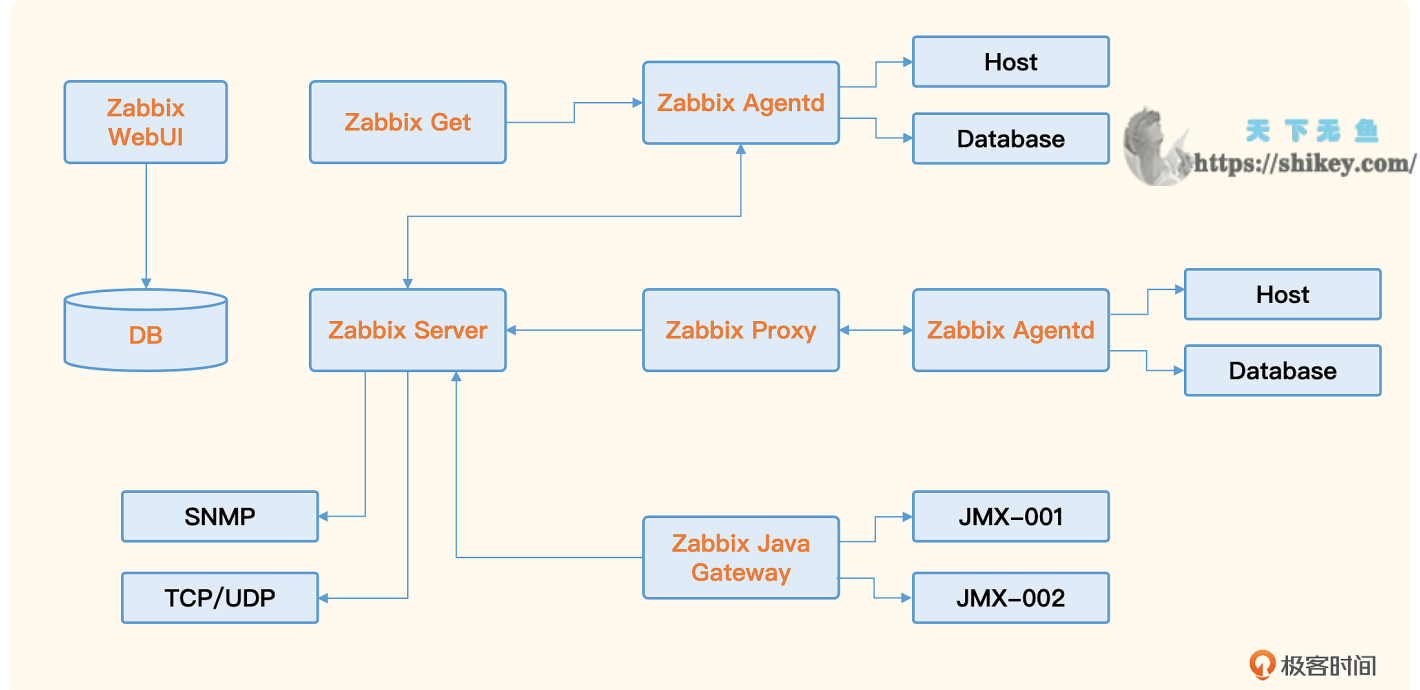 Host
Zabbix
WebUI
Zabbix Get
Zabbix Agentd
Database
天下无鱼
https://shikey.com/
DB
Zabbix Server
Zabbix Proxy
Zabbix Agentd
Host
Database
SNMP
TCP/UDP
Zabbix Java
Gateway
JMX-001
JMX-002
极客时间